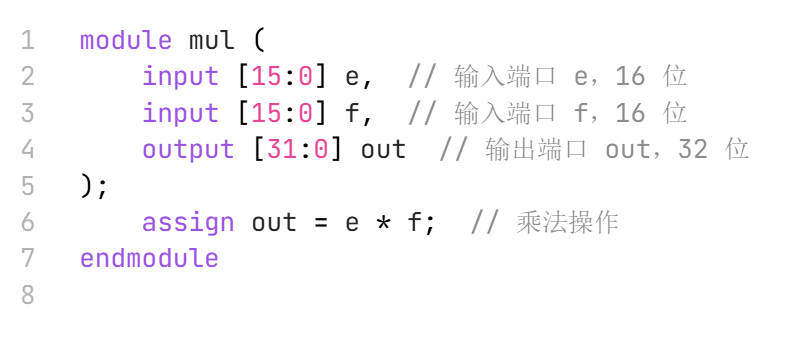 1 module mul (
2     input [15:0] e,  // 输入端口 e，16 位
3     input [15:0] f,  // 输入端口 f，16 位
4     output [31:0] out  // 输出端口 out，32 位
5 );
6     assign out = e * f;  // 乘法操作
7 endmodule
8